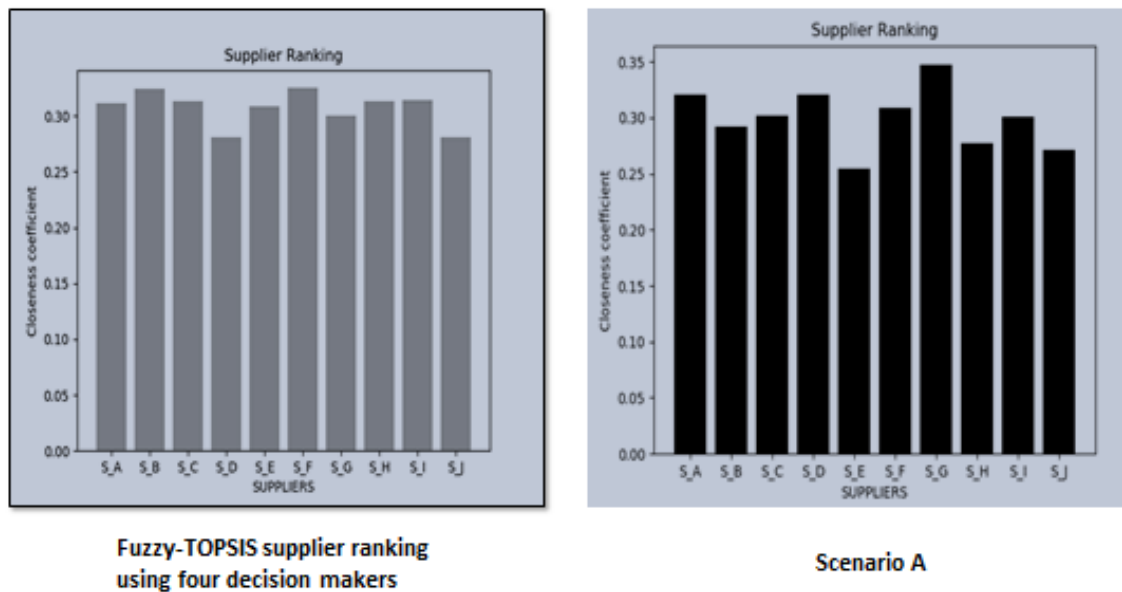 Supplier Ranking
Closeness coefficient
0.30
0.25
0.20
0.15
0.10
0.05
0.00
S_A S_B S_C S_D S_E S_F S_G S_H S_I S_J
SUPPLIERS
Fuzzy-TOPSIS supplier ranking
using four decision makers
Supplier Ranking
Closeness coefficient
0.35
0.30
0.25
0.20
0.15
0.10
0.05
0.00
S_A S_B S_C S_D S_E S_F S_G S_H S_I S_J
SUPPLIERS
Scenario A